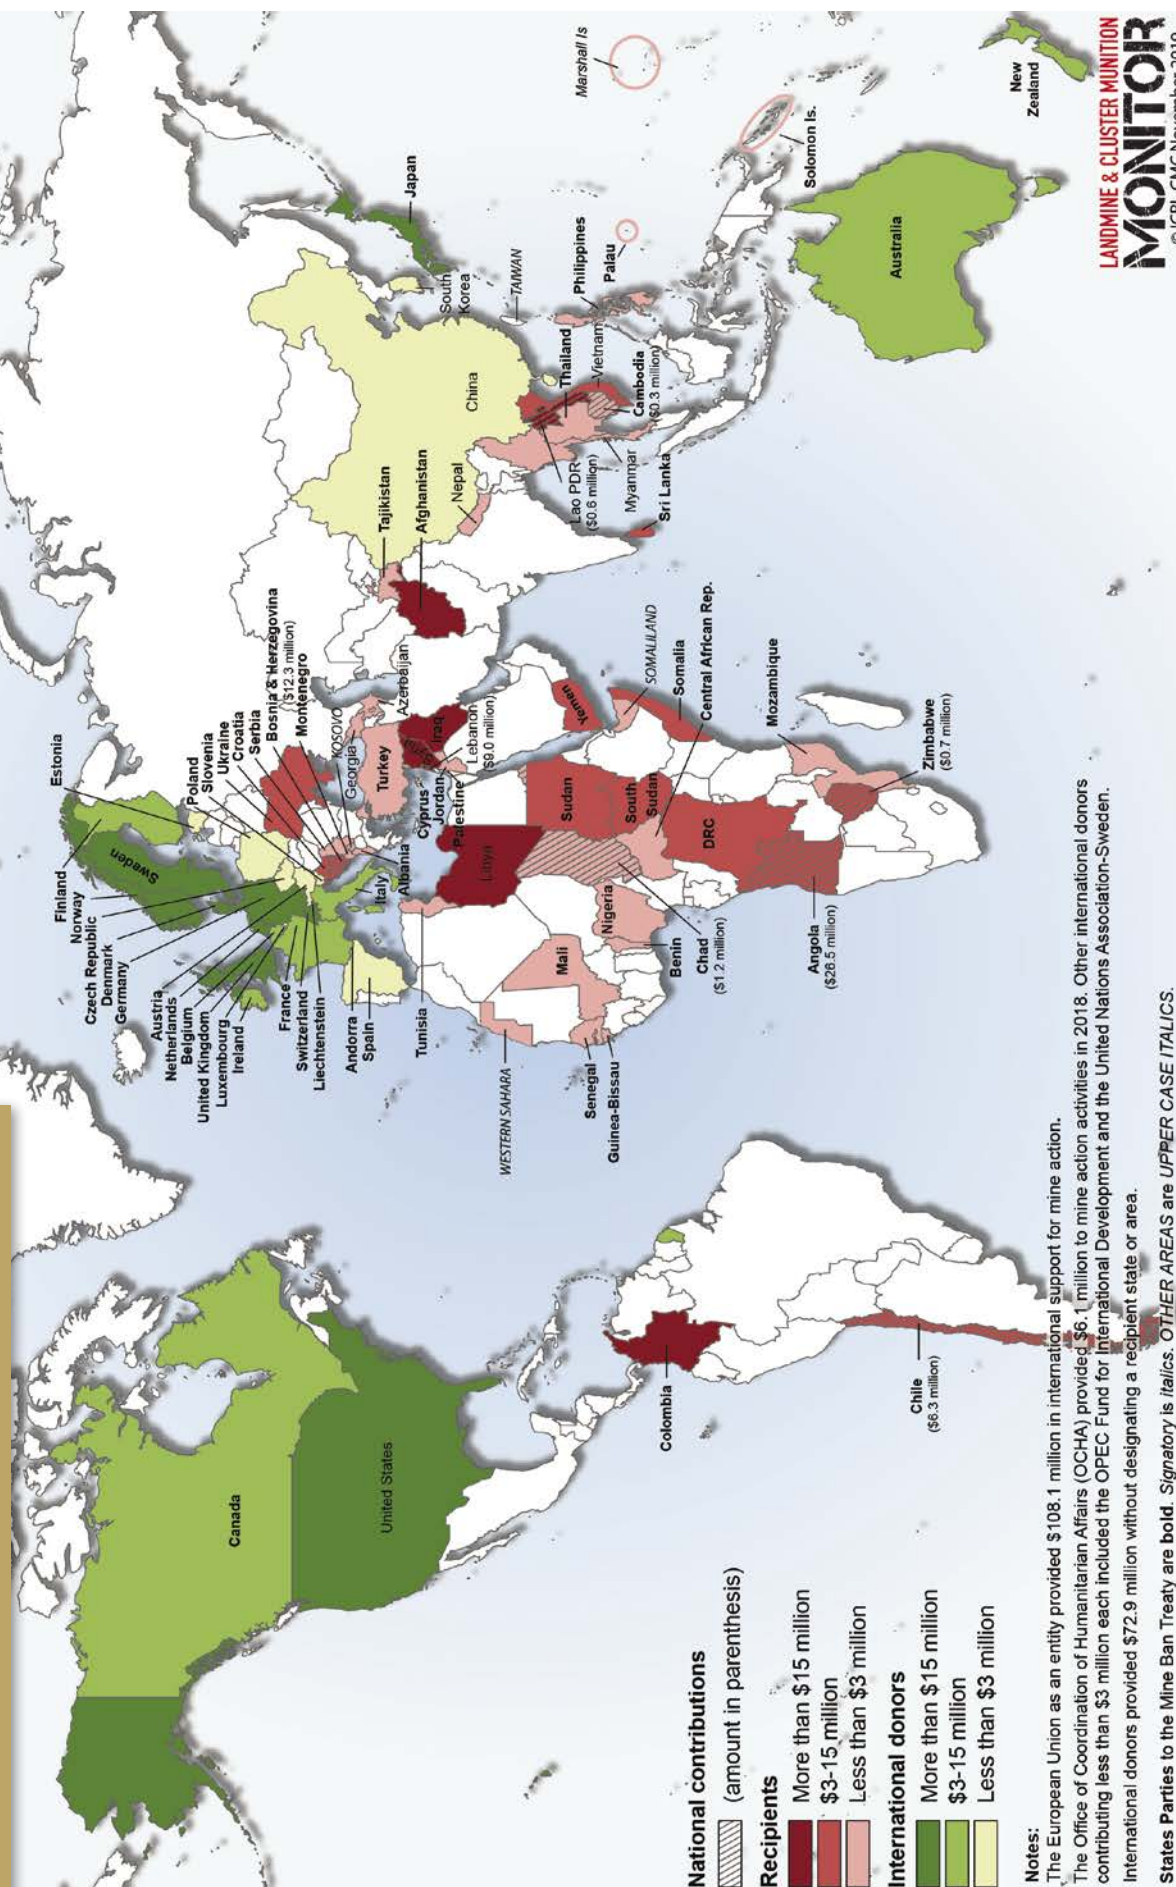 Canada
United States
Colombia
Chile
($6.3 million)
Estonia
Finland
Norway
Sweden
Czech Republic
Denmark
Germany
Austria
Netherlands
Belgium
United Kingdom
Luxembourg
Ireland
France
Switzerland
Liechtenstein
Andorra
Spain
Italy
Albania
Poland
Slovenia
Ukraine
Croatia
Serbia
Bosnia & Herzegovina
($12.3 million)
Montenegro
KOSOVO
Georgia
Azerbaijan
Turkey
Cyprus
Jordan
Palestine
Syria
Iraq
Lebanon
($9.0 million)
Yemen
Tunisia
Libya
WESTERN SAHARA
Senegal
Guinea-Bissau
Mali
Nigeria
Benin
Chad
($1.2 million)
Sudan
South
Sudan
DRC
Angola
($26.5 million)
SOMALILAND
Somalia
Central African Rep.
Mozambique
Zimbabwe
($0.7 million)
Tajikistan
Afghanistan
Nepal
China
South
Korea
Japan
TAIWAN
Lao PDR
($0.6 million)
Myanmar
Sri Lanka
Thailand
Vietnam
Cambodia
($0.3 million)
Philippines
Palau
Marshall Is
Solomon Is.
Australia
New
Zealand
National contributions
(amount in parenthesis)
Recipients
More than $15 million
$3-15 million
Less than $3 million
International donors
More than $15 million
$3-15 million
Less than $3 million
Notes:
The European Union as an entity provided $108.1 million in international support for mine action.
The Office of Coordination of Humanitarian Affairs (OCHA) provided $6.1 million to mine action activities in 2018. Other international donors
contributing less than $3 million each included the OPEC Fund for International Development and the United Nations Association-Sweden.
International donors provided $72.9 million without designating a recipient state or area.
States Parties to the Mine Ban Treaty are bold. Signatory is italics. OTHER AREAS are UPPER CASE ITALICS.
LANDMINE & CLUSTER MUNITION
MONITOR
© ICBL-CMC November 2019